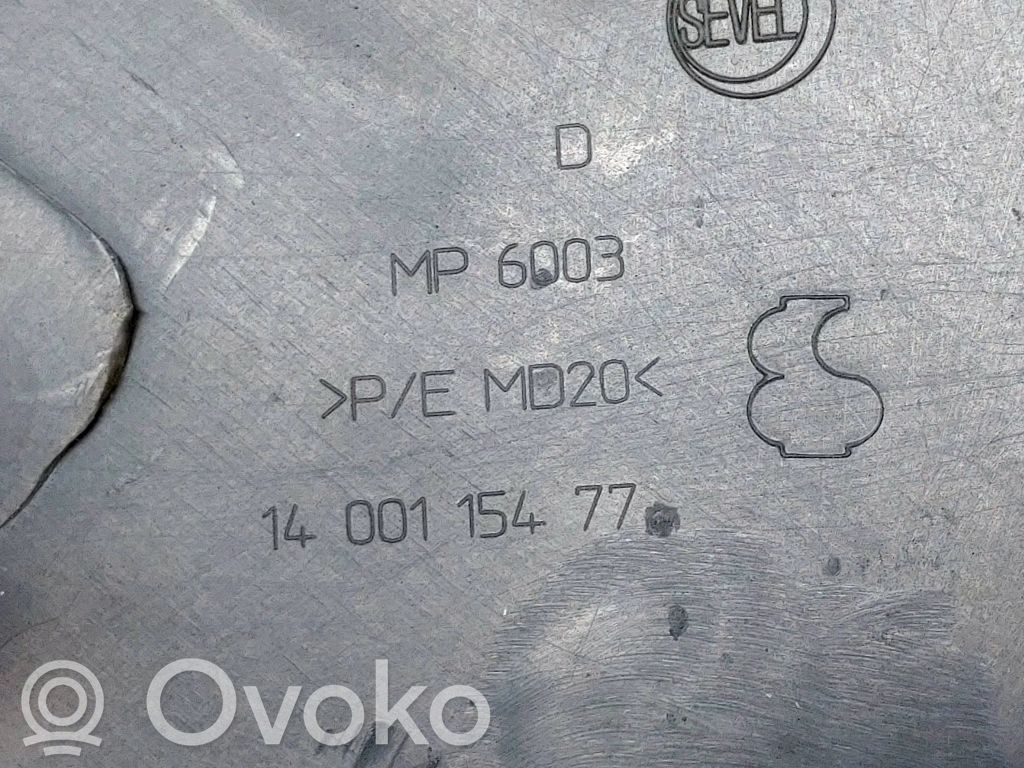 SEVEL
D
MP 6003
>P/E MD20<
14 001 154 77
Ovoko